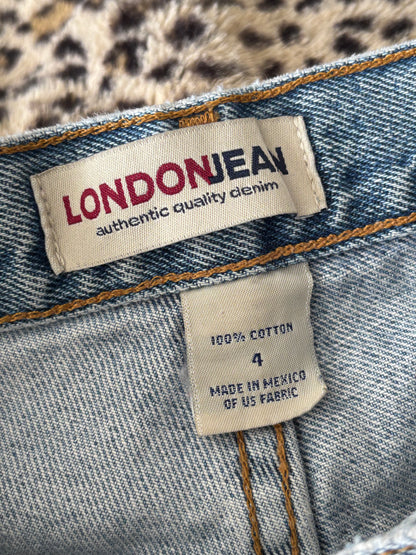 LONDONJEAN
authentic quality denim
100% COTTON
4
MADE IN MEXICO
OF US FABRIC